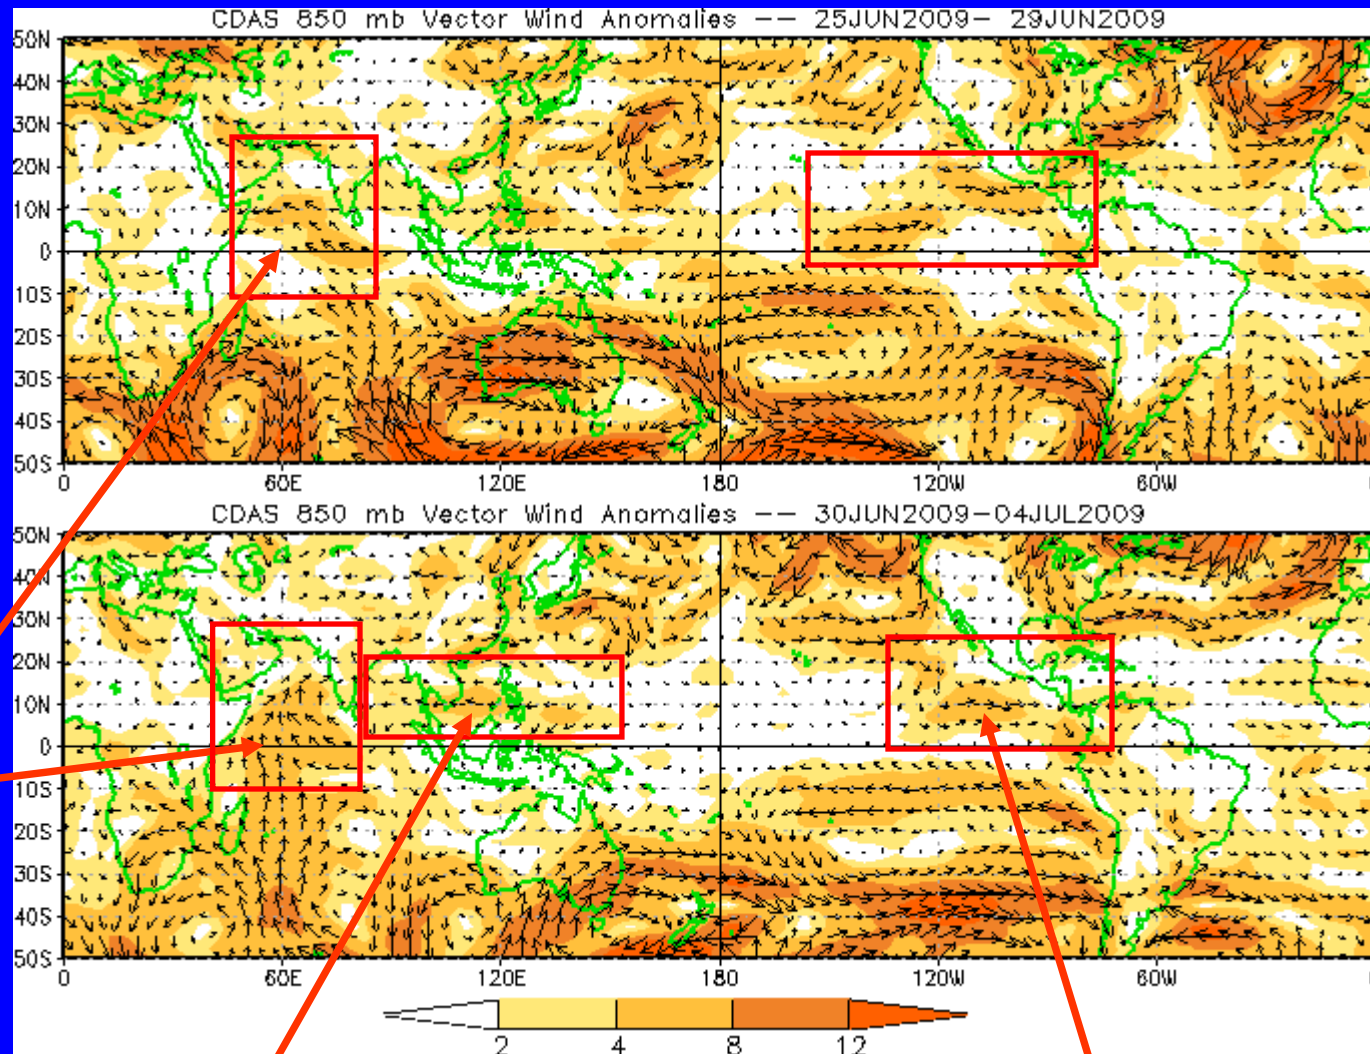 CDAS 850 mb Vector Wind Anomalies -- 25JUN2009- 29JUN2009
50N
40N
30N
20N
10N
0
10S
20S
30S
40S
50S
0 60E 120E 180 120W 60W
CDAS 850 mb Vector Wind Anomalies -- 30JUN2009-04JUL2009
50N
40N
30N
20N
10N
0
10S
20S
30S
40S
50S
0 60E 120E 180 120W 60W
2 4 8 12